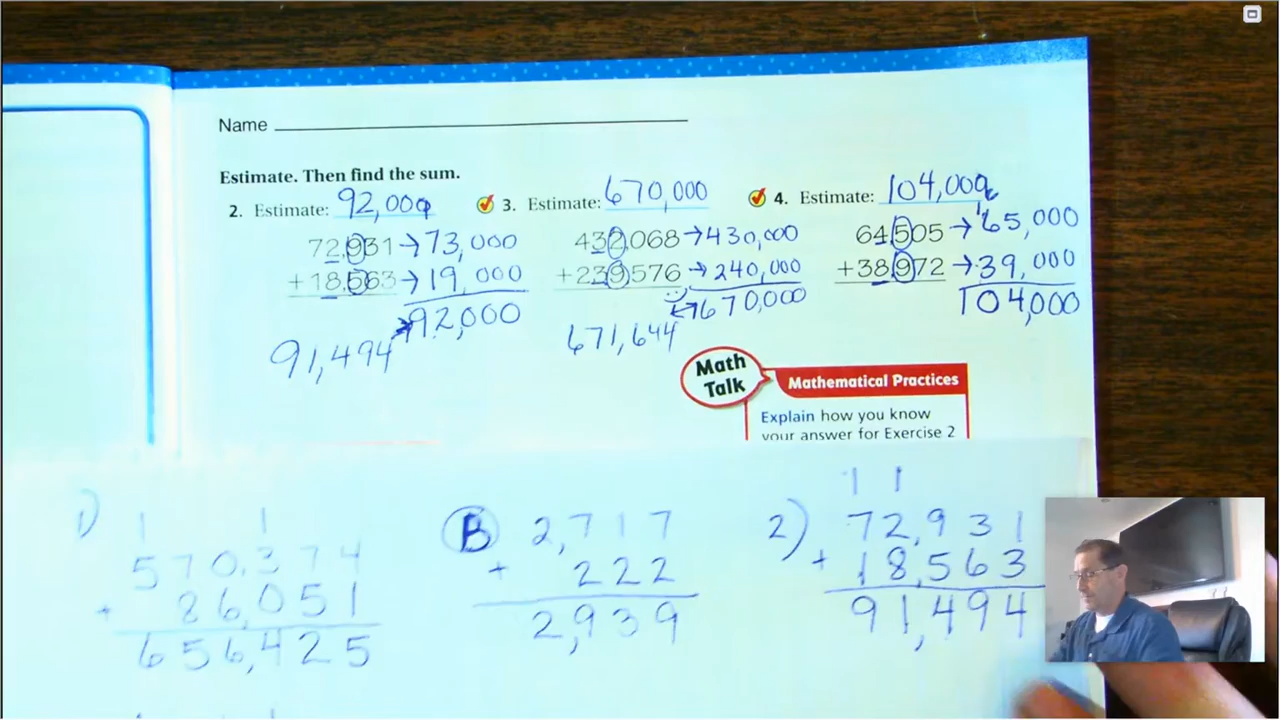 Name
Estimate. Then find the sum.
2. Estimate: 92,000
72,931 → 73,000
+18,563 → 19,000
92,000
91,494
3. Estimate: 670,000
432,068 → 430,000
+239,576 → 240,000
670,000
671,644
4. Estimate: 104,000
1
64,505 → 65,000
+38,972 → 39,000
104,000
Math
Talk
Mathematical Practices
Explain how you know
your answer for Exercise 2
1)
1 1
570,374
+ 86,051
656,425
B 2,717
+ 222
2,939
1 1
2) 72,931
+ 18,563
91,494